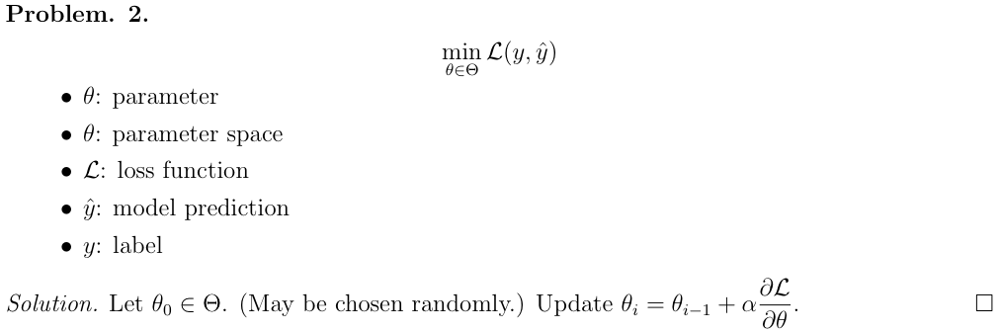 Problem. 2.
$$\min_{\theta \in \Theta} \mathcal{L}(y, \hat{y})$$
• $\theta$: parameter
• $\theta$: parameter space
• $\mathcal{L}$: loss function
• $\hat{y}$: model prediction
• $y$: label
Solution. Let $\theta_0 \in \Theta$. (May be chosen randomly.) Update $\theta_i = \theta_{i-1} + \alpha \dfrac{\partial \mathcal{L}}{\partial \theta}$. □